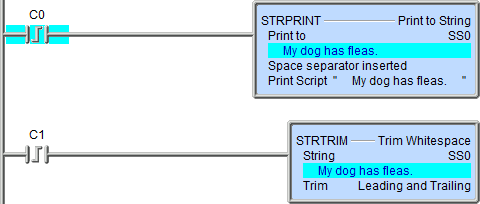 C0
STRPRINT Print to String
Print to SS0
My dog has fleas.
Space separator inserted
Print Script " My dog has fleas. "
C1
STRTRIM Trim Whitespace
String SS0
My dog has fleas.
Trim Leading and Trailing